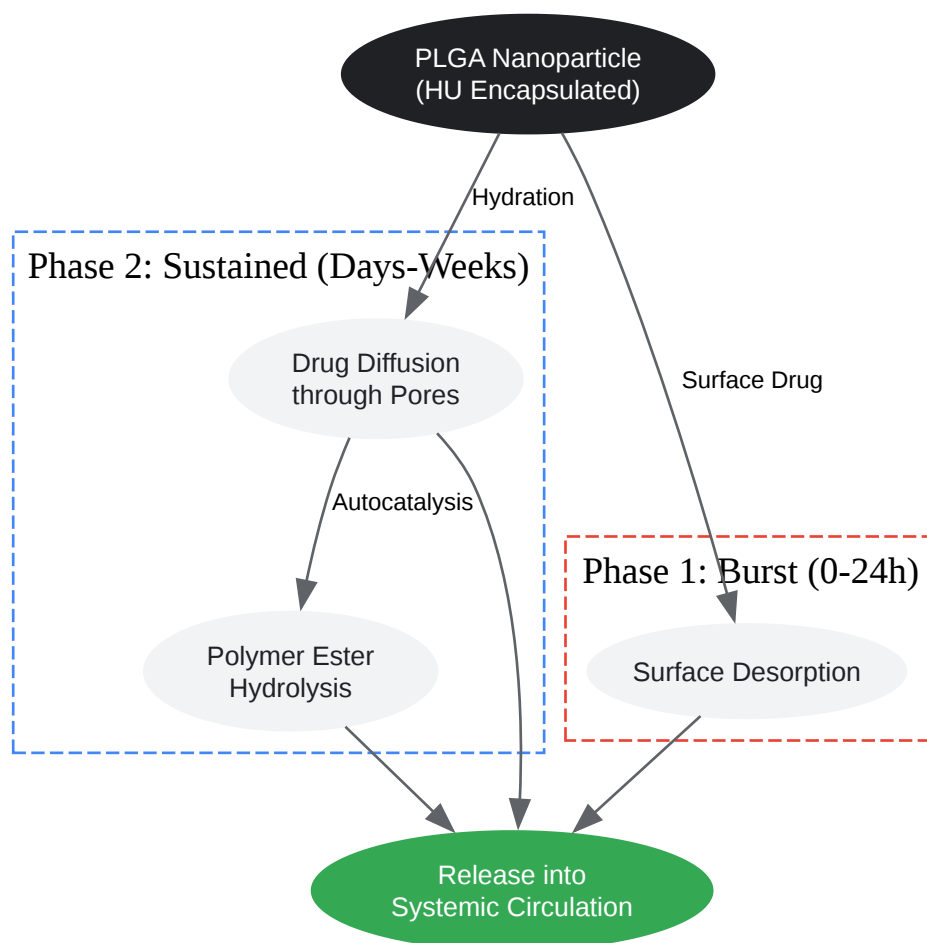 PLGA Nanoparticle
(HU Encapsulated)
Hydration
Phase 2: Sustained (Days-Weeks)
Drug Diffusion
through Pores
Surface Drug
Autocatalysis
Phase 1: Burst (0-24h)
Polymer Ester
Hydrolysis
Surface Desorption
Release into
Systemic Circulation